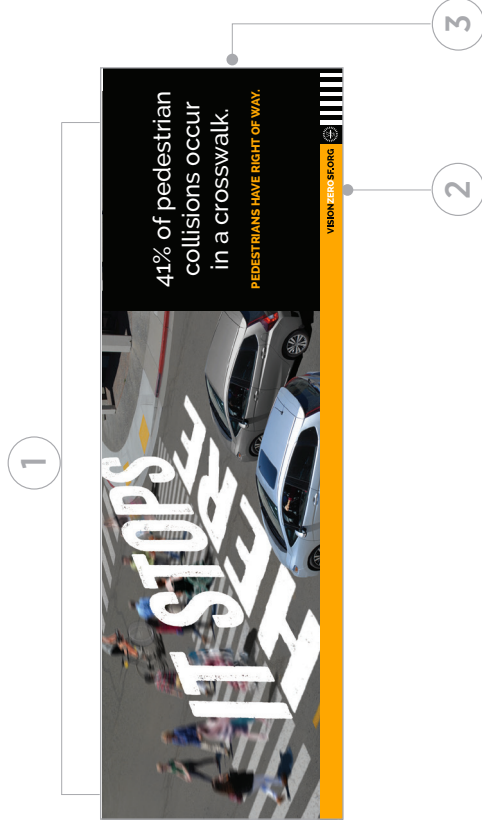 1
IT STOPS
HERE
41% of pedestrian
collisions occur
in a crosswalk.
PEDESTRIANS HAVE RIGHT OF WAY.
VISIONZEROSF.ORG
2
3